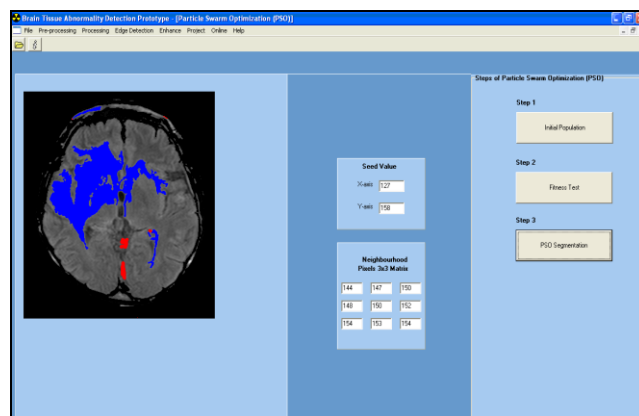 Brain Tissue Abnormality Detection Prototype - [Particle Swarm Optimization (PSO)]
File Pre-processing Processing Edge Detection Enhance Project Online Help
Steps of Particle Swarm Optimization (PSO)
Step 1
Initial Population
Step 2
Fitness Test
Step 3
PSO Segmentation
Seed Value
X-axis 127
Y-axis 158
Neighbourhood
Pixels 3x3 Matrix
144 147 150
148 150 152
154 153 154